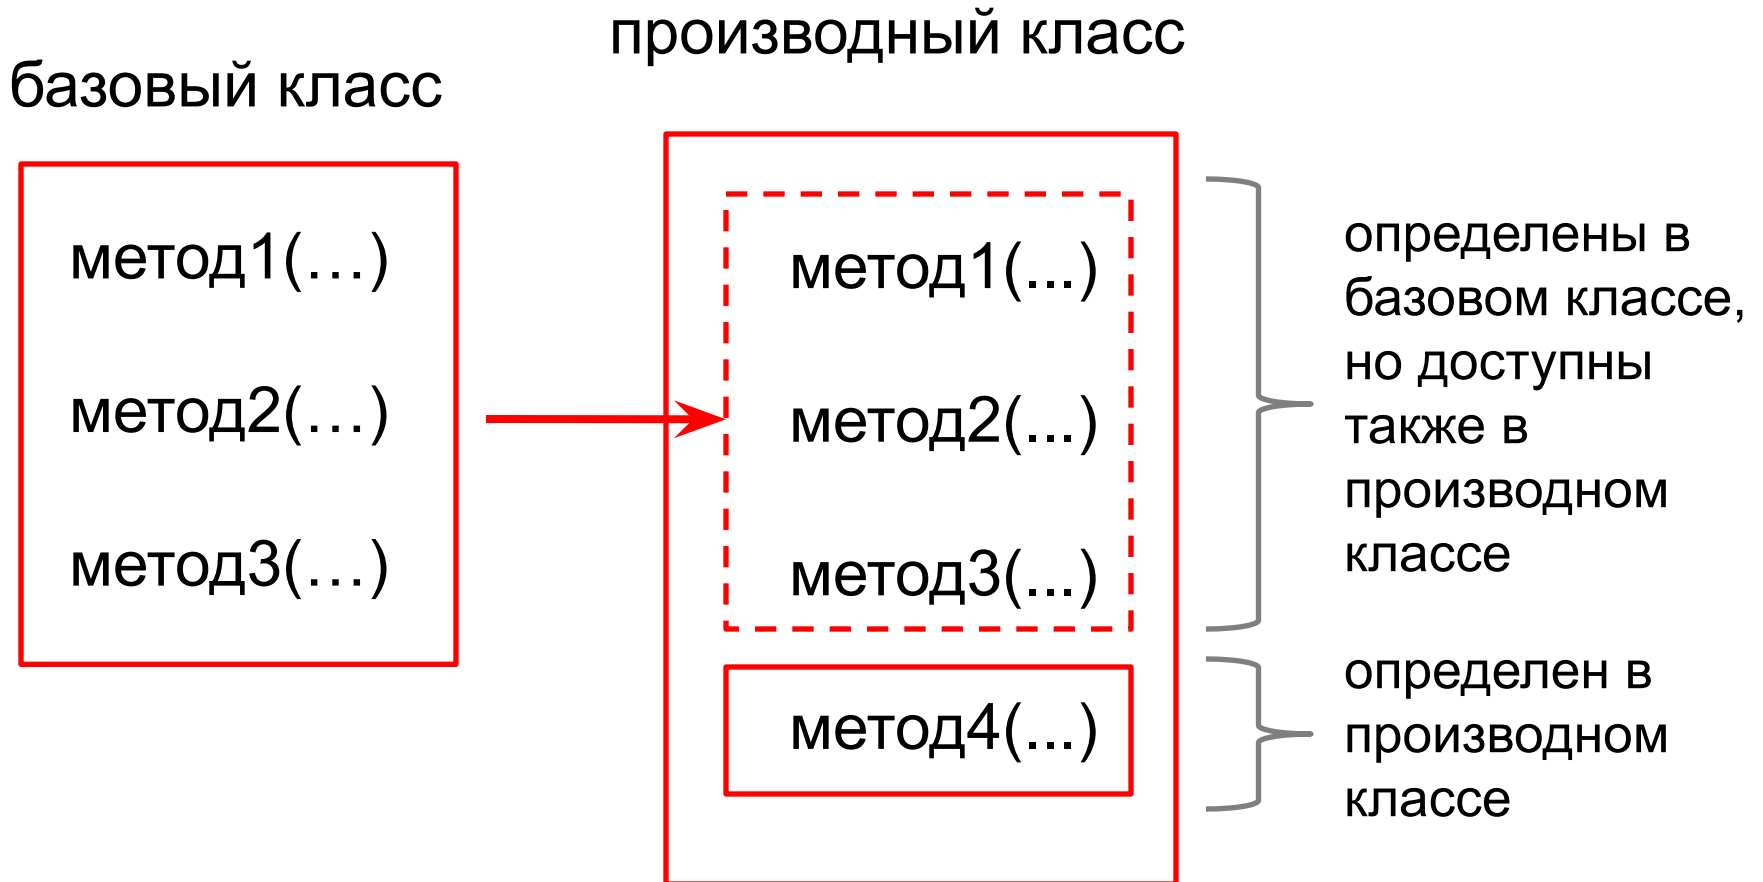 производный класс
базовый класс
метод1(…)
метод2(…)
метод3(…)
метод1(...)
метод2(...)
метод3(...)
метод4(...)
определены в
базовом классе,
но доступны
также в
производном
классе
определен в
производном
классе